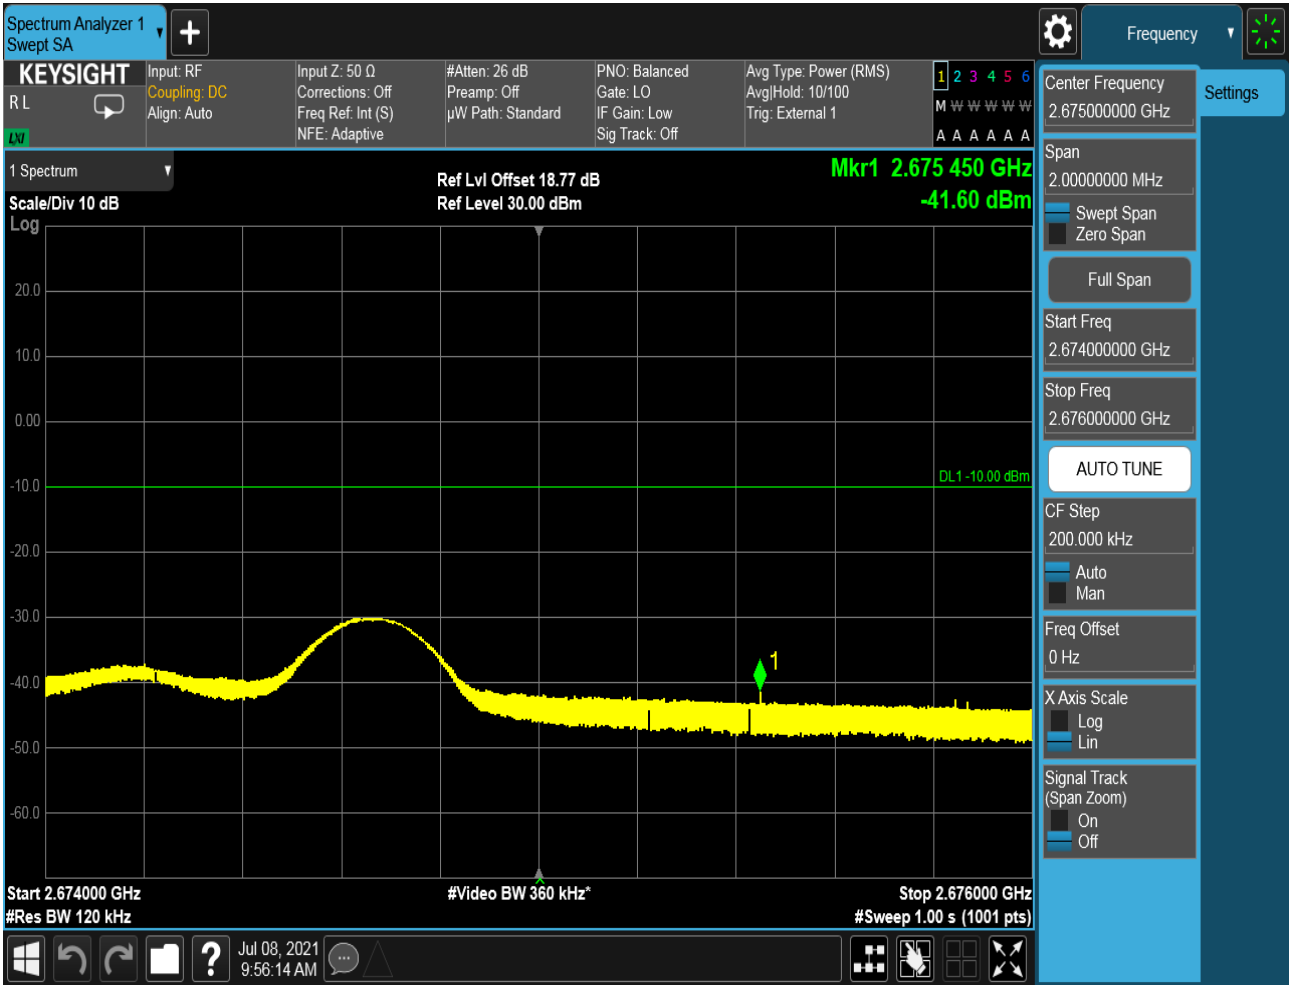 Spectrum Analyzer 1
Swept SA
+
Frequency
KEYSIGHT
R L
LXI
Input: RF
Coupling: DC
Align: Auto
Input Z: 50 Ω
Corrections: Off
Freq Ref: Int (S)
NFE: Adaptive
#Atten: 26 dB
Preamp: Off
µW Path: Standard
PNO: Balanced
Gate: LO
IF Gain: Low
Sig Track: Off
Avg Type: Power (RMS)
Avg|Hold: 10/100
Trig: External 1
1 2 3 4 5 6
M W W W W W
A A A A A A
1 Spectrum
Scale/Div 10 dB
Log
Ref Lvl Offset 18.77 dB
Ref Level 30.00 dBm
Mkr1 2.675 450 GHz
-41.60 dBm
20.0
10.0
0.00
-10.0
-20.0
-30.0
-40.0
-50.0
-60.0
DL1 -10.00 dBm
1
Start 2.674000 GHz
#Res BW 120 kHz
#Video BW 360 kHz*
Stop 2.676000 GHz
#Sweep 1.00 s (1001 pts)
Center Frequency
2.675000000 GHz
Span
2.00000000 MHz
Swept Span
Zero Span
Full Span
Start Freq
2.674000000 GHz
Stop Freq
2.676000000 GHz
AUTO TUNE
CF Step
200.000 kHz
Auto
Man
Freq Offset
0 Hz
X Axis Scale
Log
Lin
Signal Track
(Span Zoom)
On
Off
Settings
?
Jul 08, 2021
9:56:14 AM